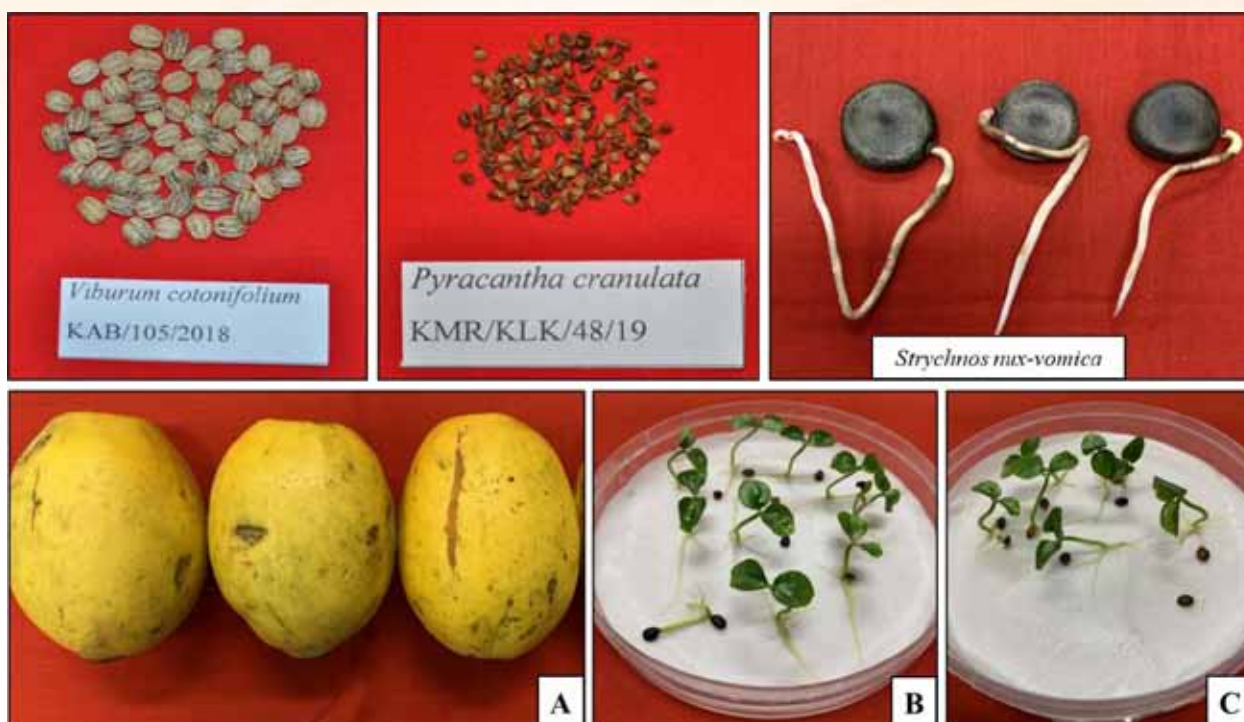 Viburum cotonifolium
KAB/105/2018
Pyracantha cranulata
KMR/KLK/48/19
Strychnos nux-vomica
A
B
C